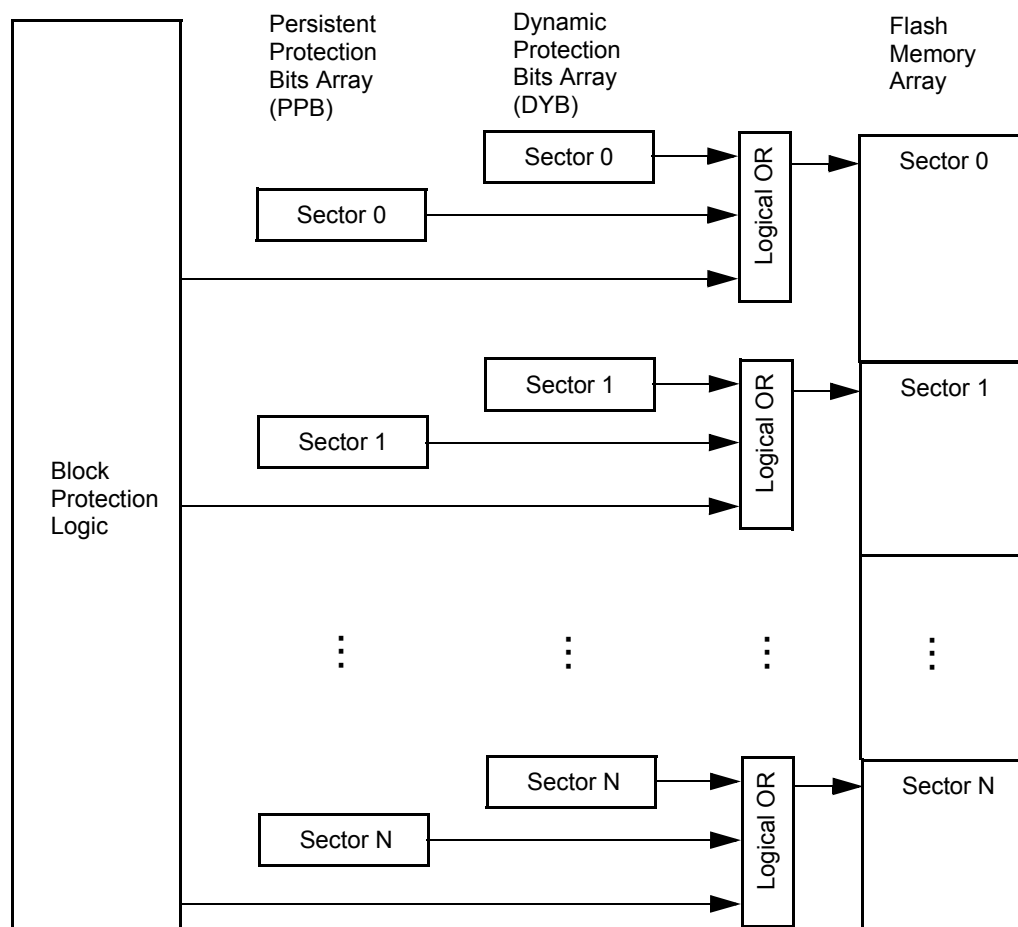 Persistent
Protection
Bits Array
(PPB)
Dynamic
Protection
Bits Array
(DYB)
Flash
Memory
Array
Sector 0
Sector 0
Logical OR
Sector 0
Sector 1
Sector 1
Logical OR
Sector 1
Block
Protection
Logic
Sector N
Sector N
Logical OR
Sector N